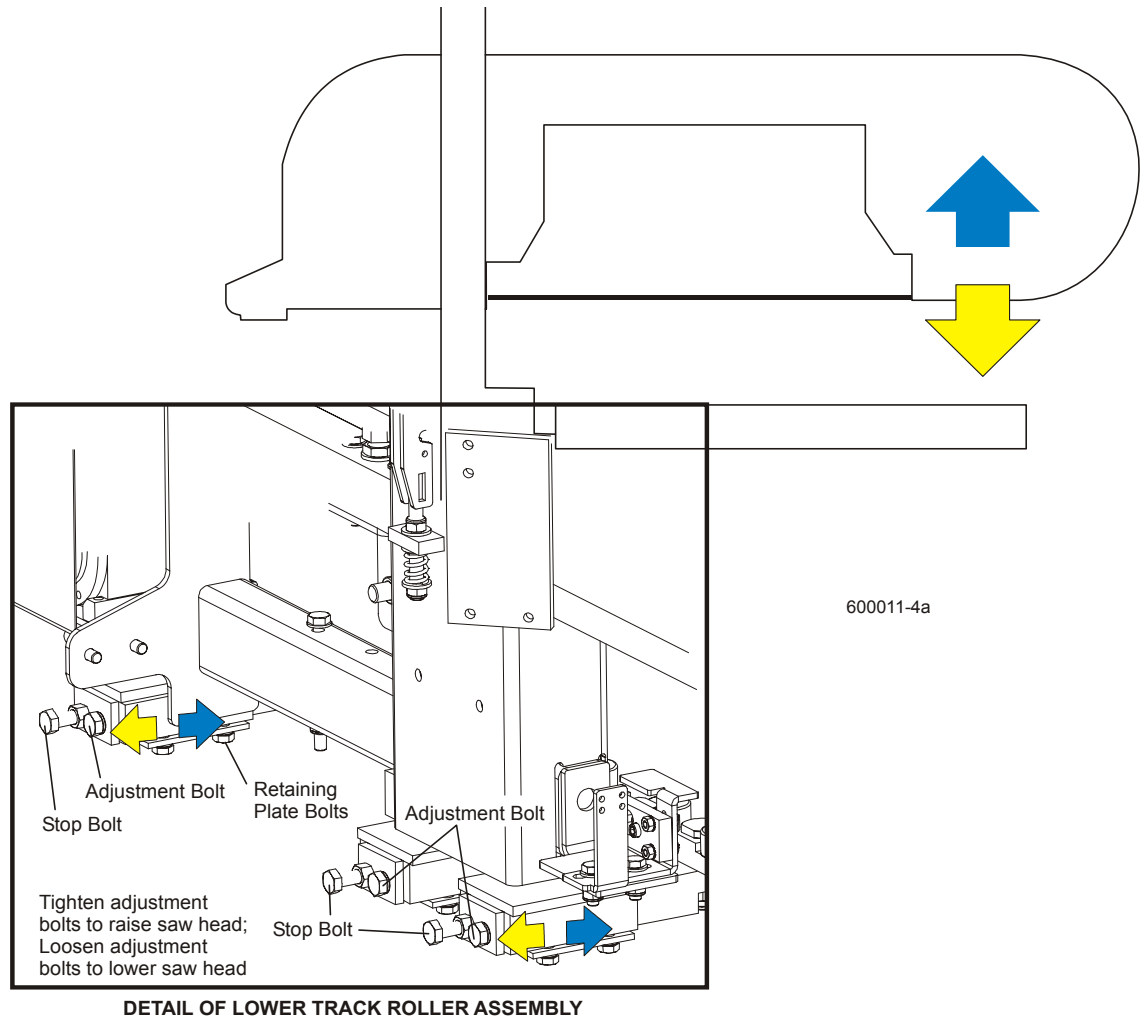 600011-4a
Adjustment Bolt
Stop Bolt
Retaining
Plate Bolts
Adjustment Bolt
Stop Bolt
Tighten adjustment
bolts to raise saw head;
Loosen adjustment
bolts to lower saw head
DETAIL OF LOWER TRACK ROLLER ASSEMBLY